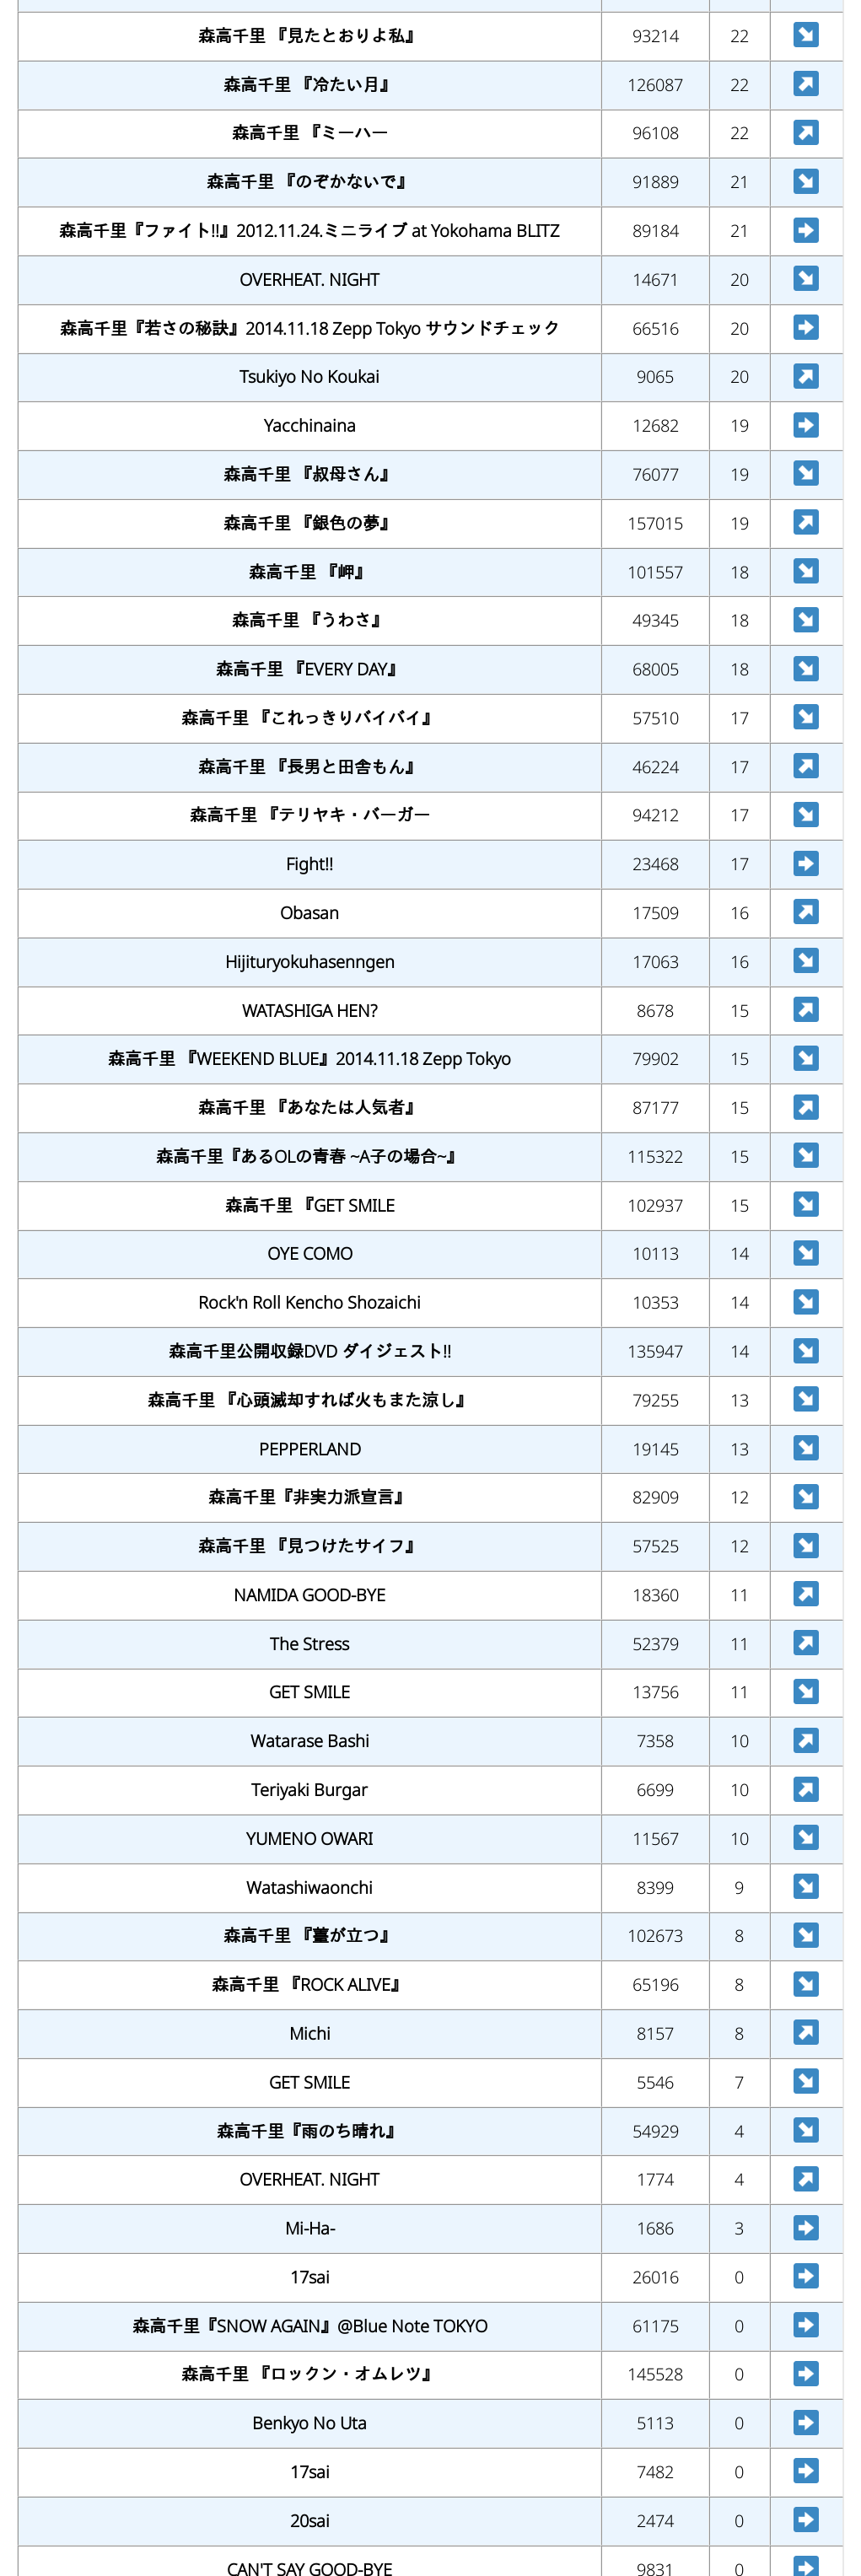 森高千里 『見たとおりよ私』 93214 22 ↘
森高千里 『冷たい月』 126087 22 ↗
森高千里 『ミーハー 96108 22 ↗
森高千里 『のぞかないで』 91889 21 ↘
森高千里『ファイト!!』2012.11.24.ミニライブ at Yokohama BLITZ 89184 21 ➡
OVERHEAT. NIGHT 14671 20 ↘
森高千里『若さの秘訣』2014.11.18 Zepp Tokyo サウンドチェック 66516 20 ➡
Tsukiyo No Koukai 9065 20 ↗
Yacchinaina 12682 19 ➡
森高千里 『叔母さん』 76077 19 ↘
森高千里 『銀色の夢』 157015 19 ↗
森高千里 『岬』 101557 18 ↘
森高千里 『うわさ』 49345 18 ↘
森高千里 『EVERY DAY』 68005 18 ↘
森高千里 『これっきりバイバイ』 57510 17 ↘
森高千里 『長男と田舎もん』 46224 17 ↗
森高千里 『テリヤキ・バーガー 94212 17 ↘
Fight!! 23468 17 ➡
Obasan 17509 16 ↗
Hijituryokuhasenngen 17063 16 ↘
WATASHIGA HEN? 8678 15 ↗
森高千里 『WEEKEND BLUE』2014.11.18 Zepp Tokyo 79902 15 ↘
森高千里 『あなたは人気者』 87177 15 ↗
森高千里『あるOLの青春 ~A子の場合~』 115322 15 ↘
森高千里 『GET SMILE 102937 15 ↘
OYE COMO 10113 14 ↘
Rock'n Roll Kencho Shozaichi 10353 14 ↘
森高千里公開収録DVD ダイジェスト!! 135947 14 ↘
森高千里 『心頭滅却すれば火もまた涼し』 79255 13 ↘
PEPPERLAND 19145 13 ↘
森高千里『非実力派宣言』 82909 12 ↘
森高千里 『見つけたサイフ』 57525 12 ↘
NAMIDA GOOD-BYE 18360 11 ↗
The Stress 52379 11 ↗
GET SMILE 13756 11 ↘
Watarase Bashi 7358 10 ↗
Teriyaki Burgar 6699 10 ↗
YUMENO OWARI 11567 10 ↘
Watashiwaonchi 8399 9 ↘
森高千里 『薹が立つ』 102673 8 ↘
森高千里 『ROCK ALIVE』 65196 8 ↘
Michi 8157 8 ↗
GET SMILE 5546 7 ↘
森高千里『雨のち晴れ』 54929 4 ↘
OVERHEAT. NIGHT 1774 4 ↗
Mi-Ha- 1686 3 ➡
17sai 26016 0 ➡
森高千里『SNOW AGAIN』@Blue Note TOKYO 61175 0 ➡
森高千里 『ロックン・オムレツ』 145528 0 ➡
Benkyo No Uta 5113 0 ➡
17sai 7482 0 ➡
20sai 2474 0 ➡
CAN'T SAY GOOD-BYE 9831 0 ➡